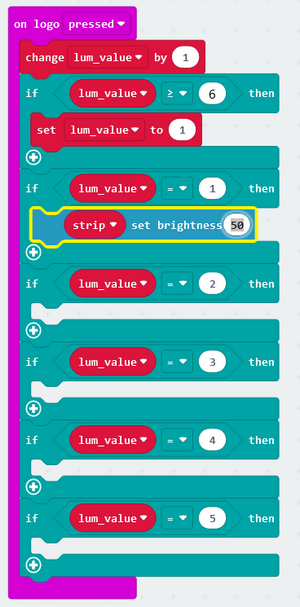 on logo pressed
change lum_value by 1
if lum_value ≥ 6 then
set lum_value to 1
if lum_value = 1 then
strip set brightness 50
if lum_value = 2 then
if lum_value = 3 then
if lum_value = 4 then
if lum_value = 5 then